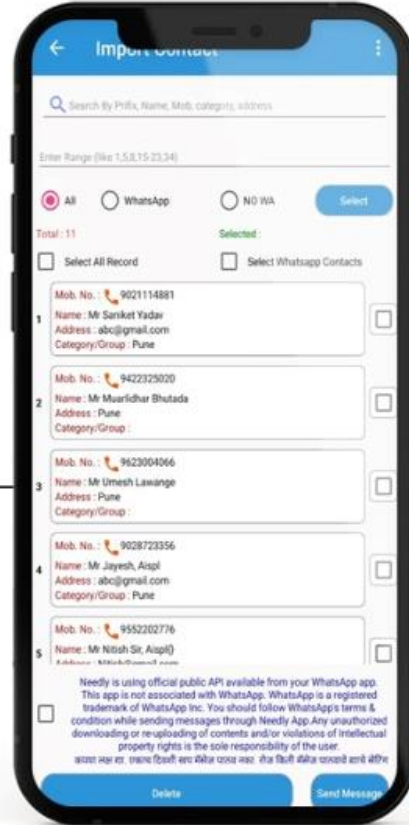 Import Contact
Search By Prifix, Name, Mob, category, address
Enter Range (like 1,5,8,15-23,34)
All WhatsApp NO WA Select
Total : 11 Selected :
Select All Record Select Whatsapp Contacts
Mob. No. : 9021114881
1 Name : Mr Saniket Yadav
Address : abc@gmail.com
Category/Group : Pune
Mob. No. : 9422325020
2 Name : Mr Muarlidhar Bhutada
Address : Pune
Category/Group :
Mob. No. : 9623004066
3 Name : Mr Umesh Lawange
Address : Pune
Category/Group :
Mob. No. : 9028723356
4 Name : Mr Jayesh, Aispl
Address : abc@gmail.com
Category/Group : Pune
Mob. No. : 9552202776
5 Name : Mr Nitish Sir, Aispl()
Address : Nitish@gmail.com
Needly is using official public API available from your WhatsApp app.
This app is not associated with WhatsApp. WhatsApp is a registered
trademark of WhatsApp Inc. You should follow WhatsApp's terms &
condition while sending messages through Needly App.Any unauthorized
downloading or re-uploading of contents and/or violations of Intellectual
property rights is the sole responsibility of the user.
कृपया लक्ष द्या, एकाच दिवशी
Delete Send Message